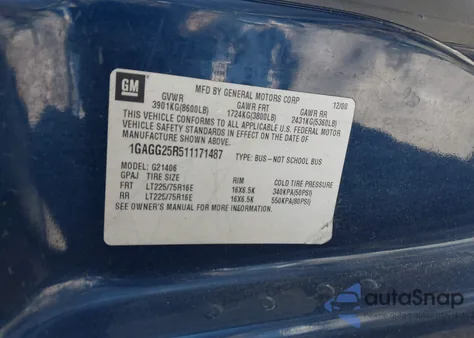 GM
MFD BY GENERAL MOTORS CORP 12/00
GVWR GAWR FRT GAWR RR
3901KG(8600LB) 1724KG(3800LB) 2431KG(5360LB)
THIS VEHICLE CONFORMS TO ALL APPLICABLE U.S. FEDERAL MOTOR
VEHICLE SAFETY STANDARDS IN EFFECT ON THE DATE OF
MANUFACTURE SHOWN ABOVE.
1GAGG25R511171487 TYPE: BUS-NOT SCHOOL BUS
MODEL: G21406
GPAJ TIRE SIZE RIM COLD TIRE PRESSURE
FRT LT225/75R16E 16X6.5K 340KPA(50PSI)
RR LT225/75R16E 16X6.5K 550KPA(80PSI)
SEE OWNER'S MANUAL FOR MORE INFORMATION
autoSnap